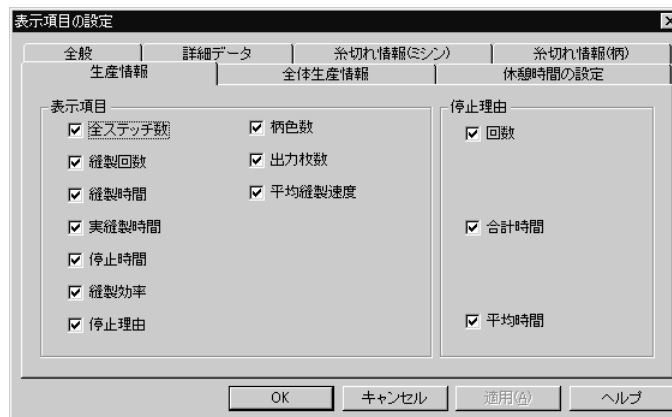 表示項目の設定
全般 詳細データ 糸切れ情報(ミシン) 糸切れ情報(柄)
生産情報 全体生産情報 休憩時間の設定
表示項目 停止理由
全ステッチ数 柄色数 回数
縫製回数 出力枚数
縫製時間 平均縫製速度
実縫製時間 合計時間
停止時間
縫製効率
停止理由 平均時間
OK キャンセル 適用(A) ヘルプ